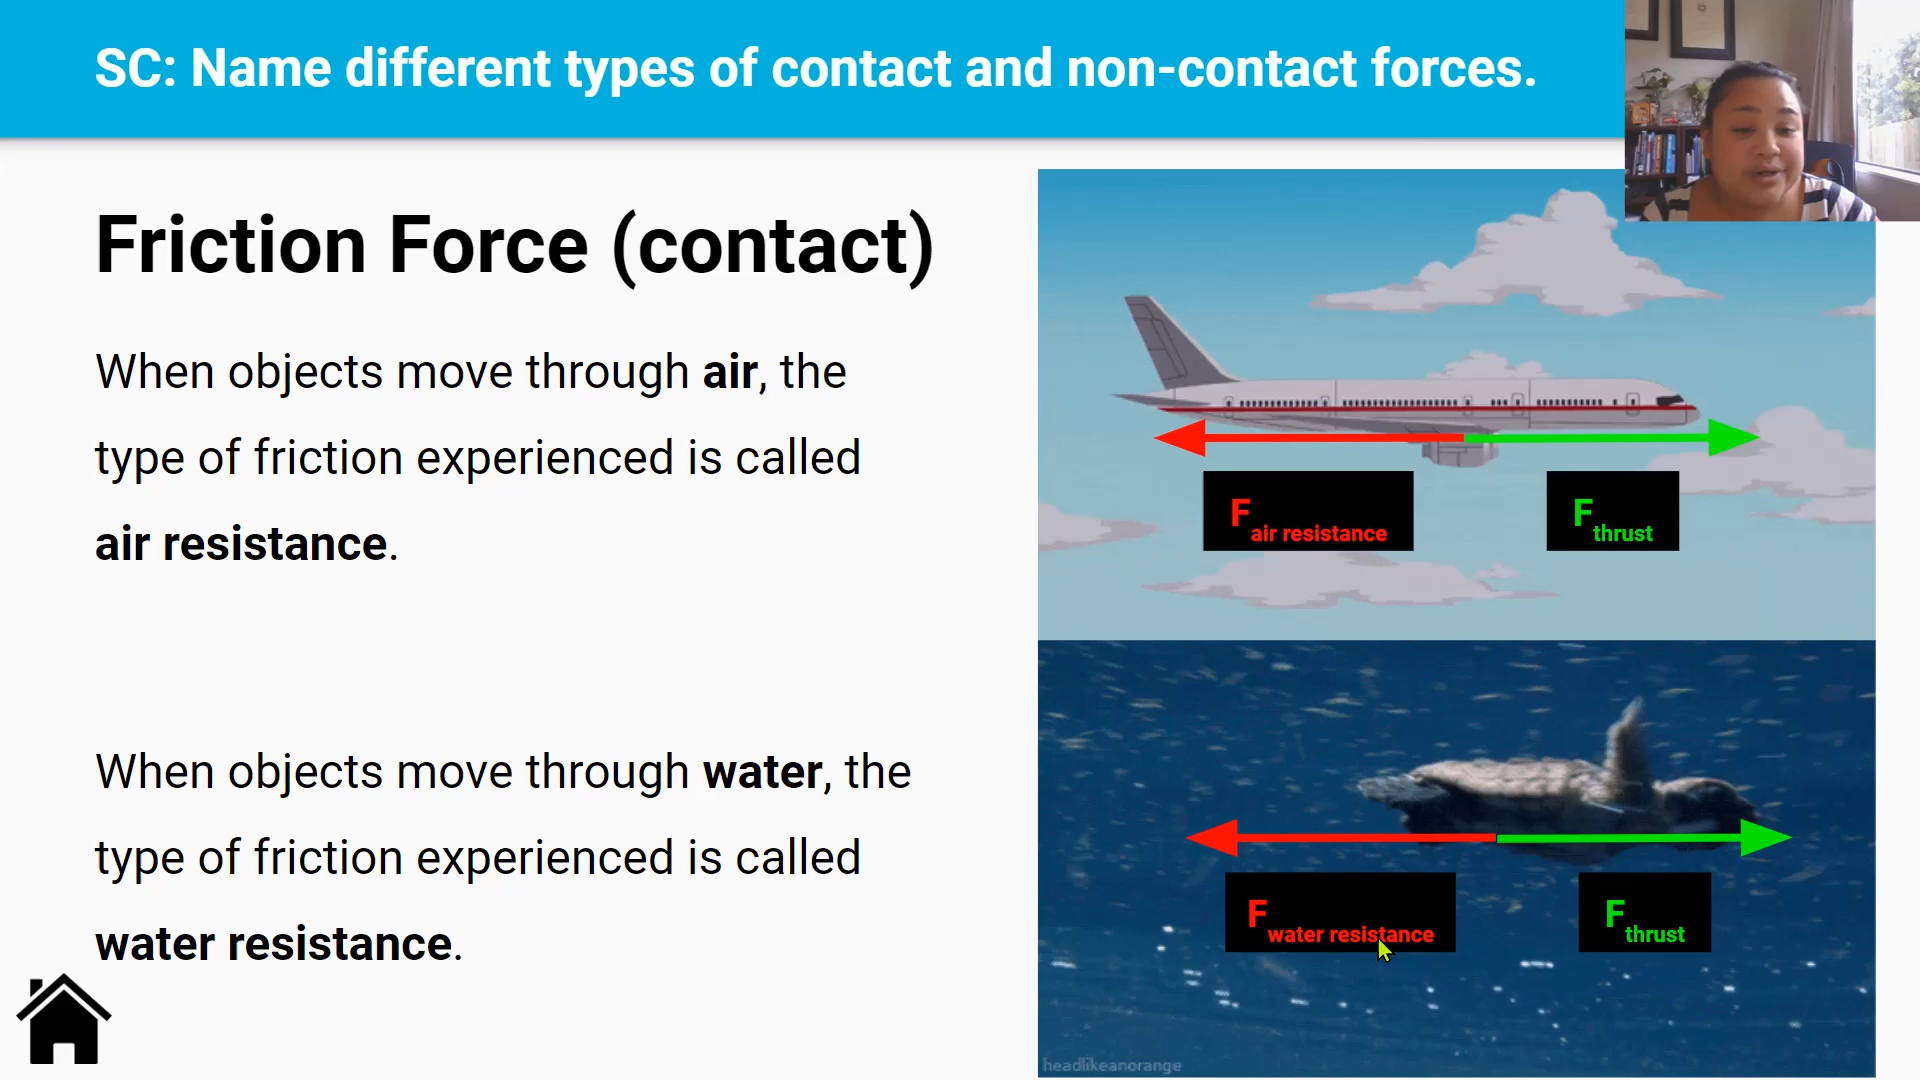 SC: Name different types of contact and non-contact forces.
Friction Force (contact)
When objects move through air, the
type of friction experienced is called
air resistance.
When objects move through water, the
type of friction experienced is called
water resistance.
F air resistance
F thrust
F water resistance
F thrust
headlikeanorange